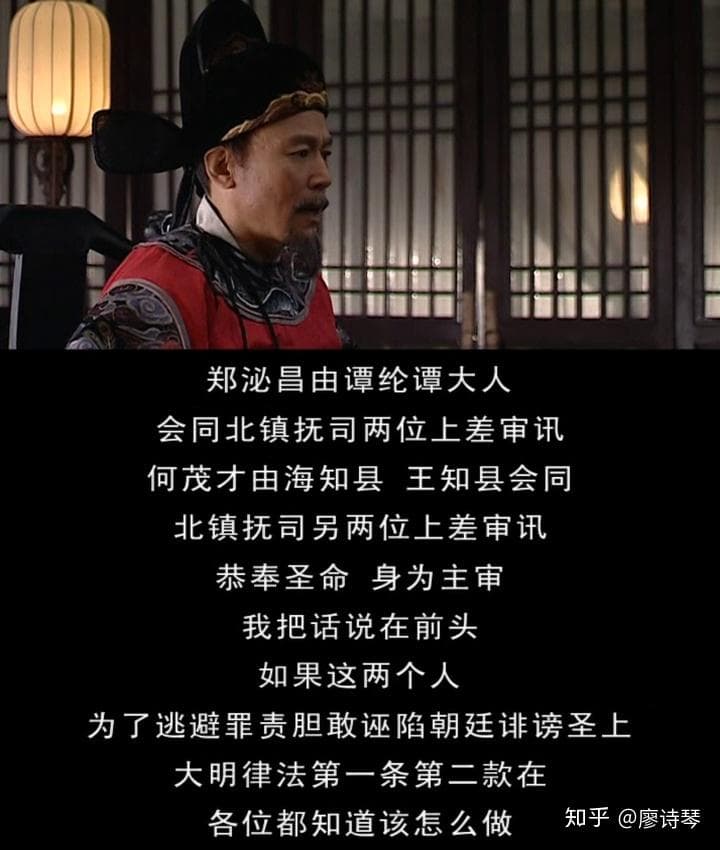 郑泌昌由谭纶谭大人
会同北镇抚司两位上差审讯
何茂才由海知县 王知县会同
北镇抚司另两位上差审讯
恭奉圣命 身为主审
我把话说在前头
如果这两个人
为了逃避罪责胆敢诬陷朝廷诽谤圣上
大明律法第一条第二款在
各位都知道该怎么做
知乎 @廖诗琴